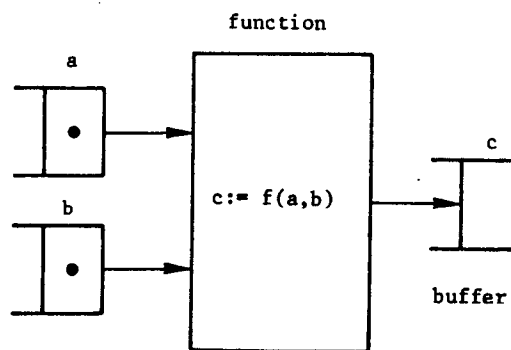 function
a
c
b
c:= f(a,b)
buffer